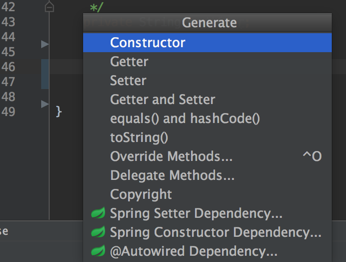 42
*/
43
44
45
46
47
48
49
}
Generate
Constructor
Getter
Setter
Getter and Setter
equals() and hashCode()
toString()
Override Methods... ^O
Delegate Methods...
Copyright
Spring Setter Dependency...
Spring Constructor Dependency...
@Autowired Dependency...
se